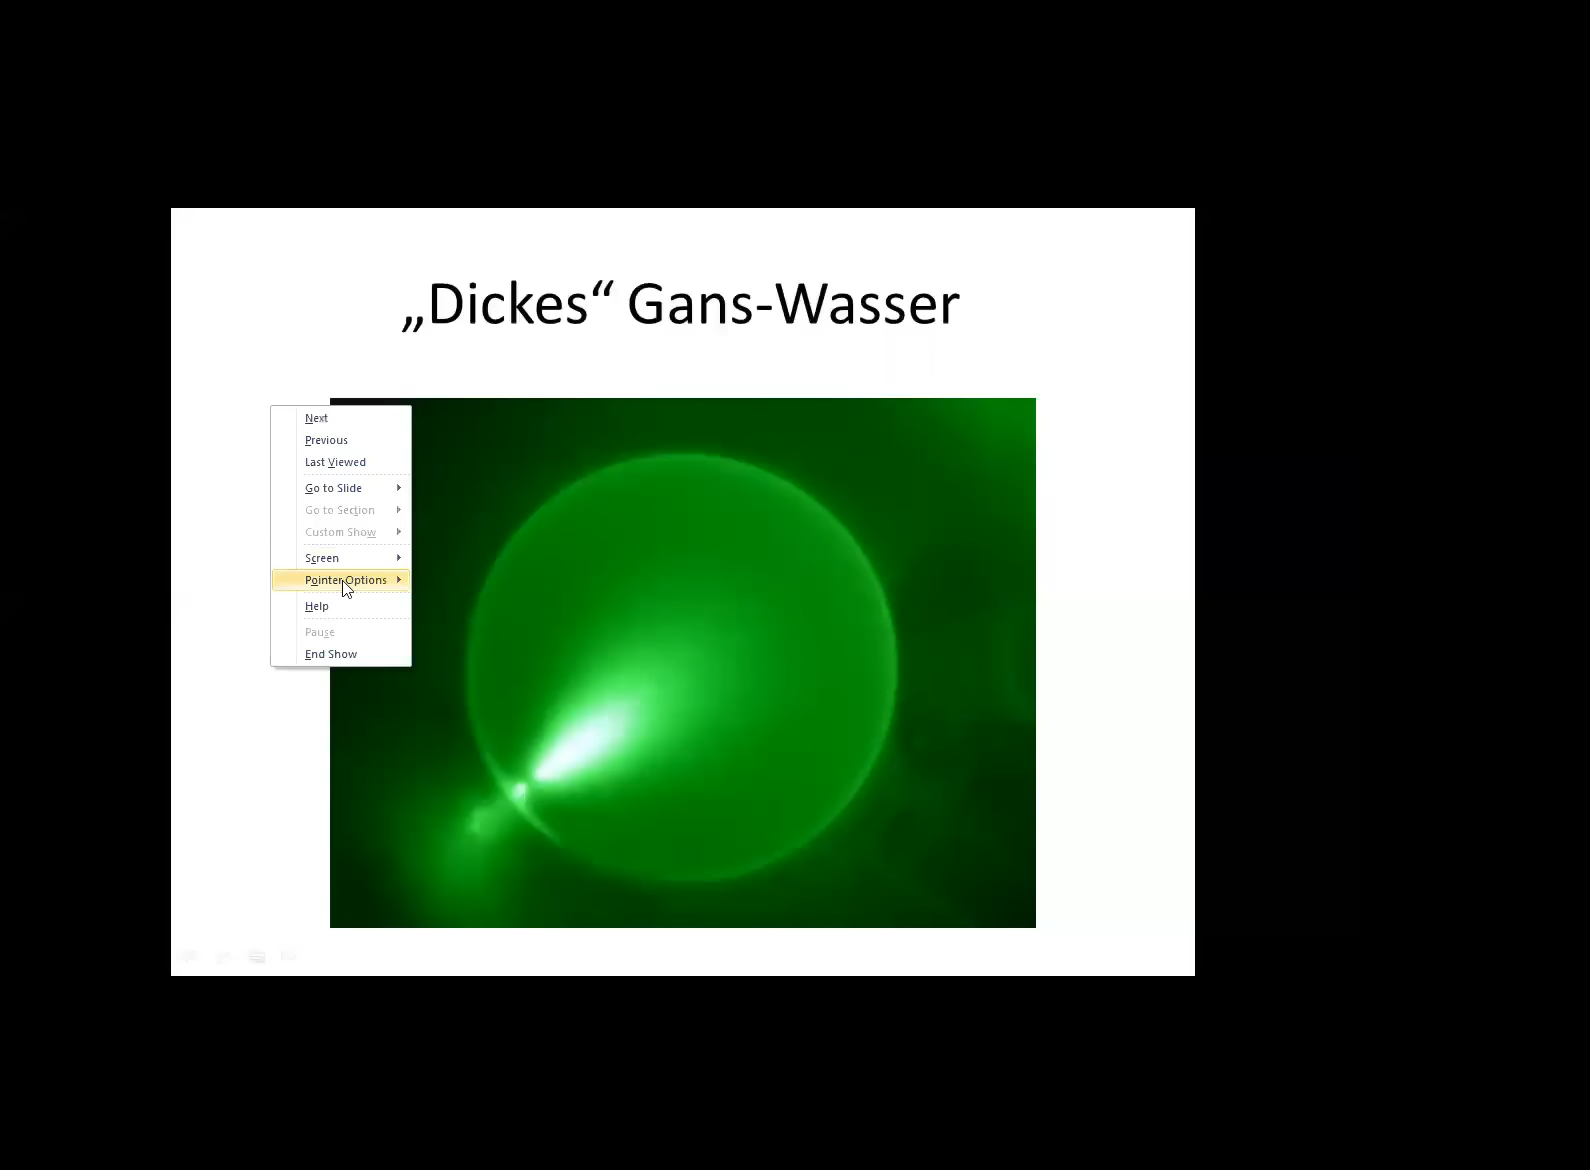 „Dickes“ Gans-Wasser
Next
Previous
Last Viewed
Go to Slide
Go to Section
Custom Show
Screen
Pointer Options
Help
Pause
End Show